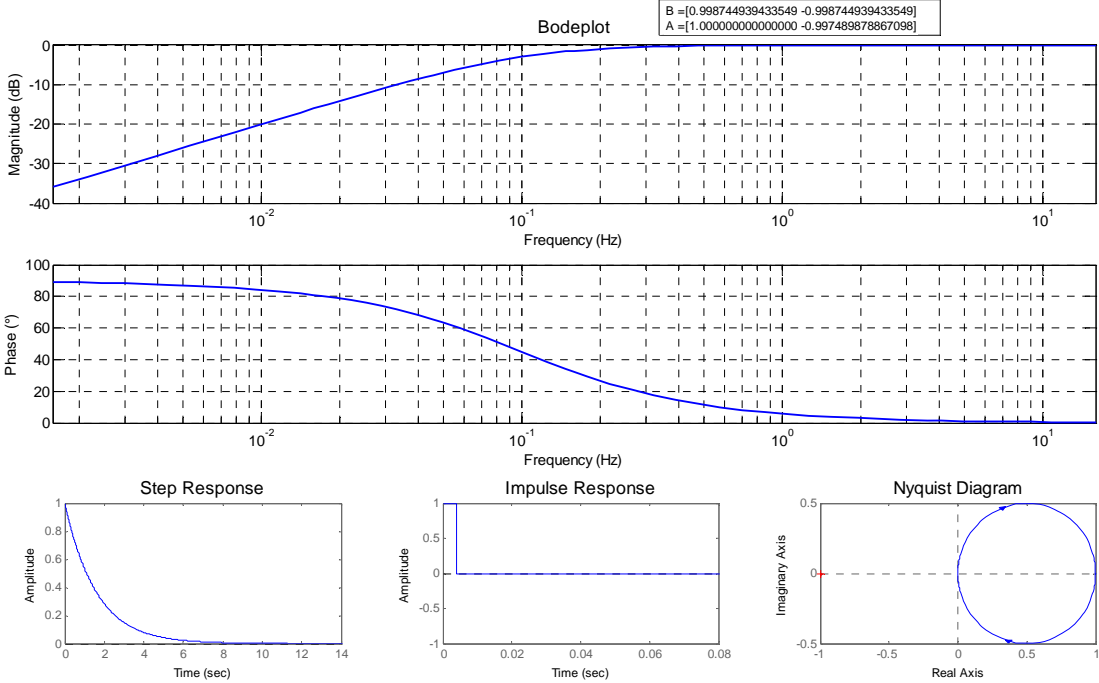 B =[0.998744939433549 -0.998744939433549]
A =[1.000000000000000 -0.997489878867098]
Bodeplot
Magnitude (dB)
0
-10
-20
-30
-40
10^-2
10^-1
10^0
10^1
Frequency (Hz)
Phase (°)
100
80
60
40
20
0
10^-2
10^-1
10^0
10^1
Frequency (Hz)
Step Response
Amplitude
1
0.8
0.6
0.4
0.2
0
0 2 4 6 8 10 12 14
Time (sec)
Impulse Response
Amplitude
1
0.5
0
-0.5
-1
0 0.02 0.04 0.06 0.08
Time (sec)
Nyquist Diagram
Imaginary Axis
0.5
0
-0.5
-1 -0.5 0 0.5 1
Real Axis